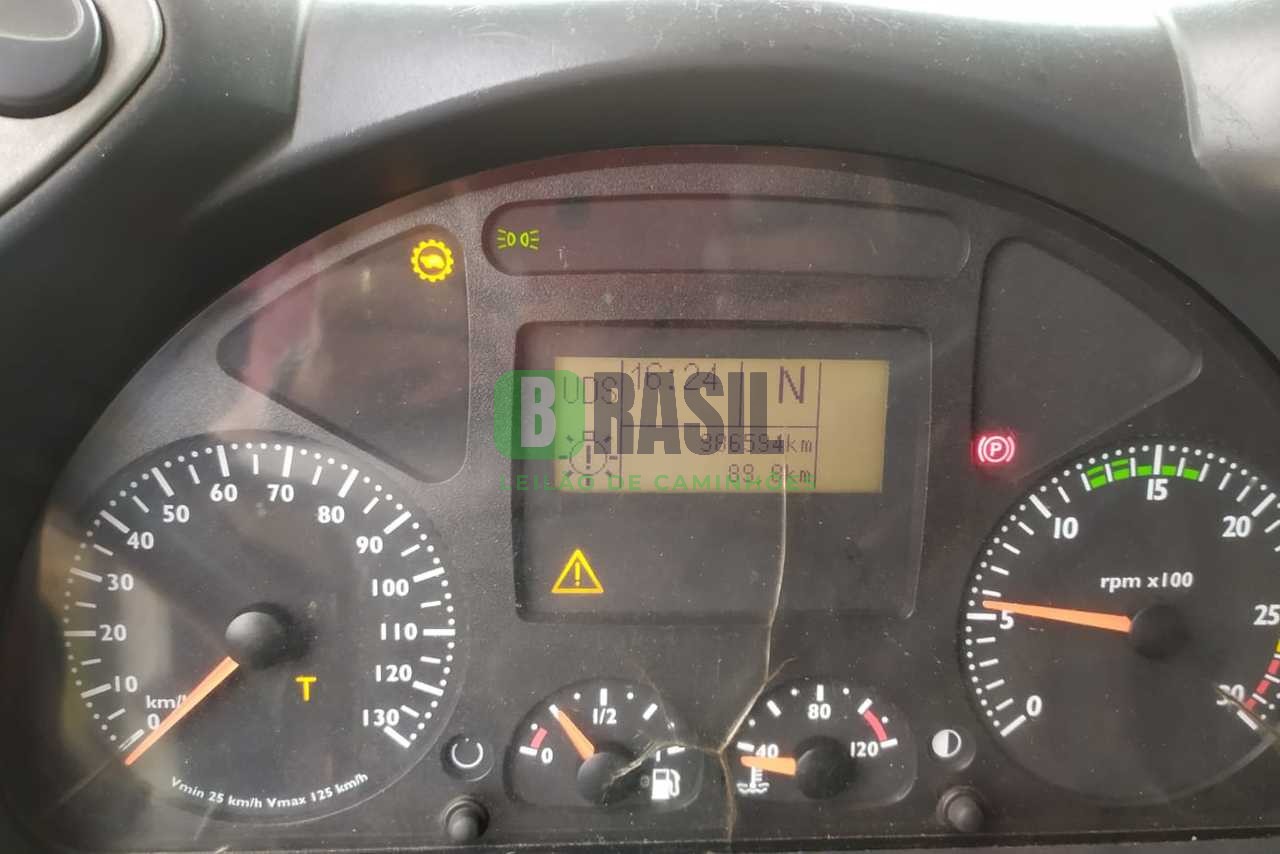 UDS 16:24 N
986594km
89.8km
BRASIL
LEILÃO DE CAMINHÕES
0 10 20 30 40 50 60 70 80 90 100 110 120 130
km/h
T
Vmin 25 km/h Vmax 125 km/h
0 1/2 1
40 80 120
P
0 5 10 15 20 25 30
rpm x100